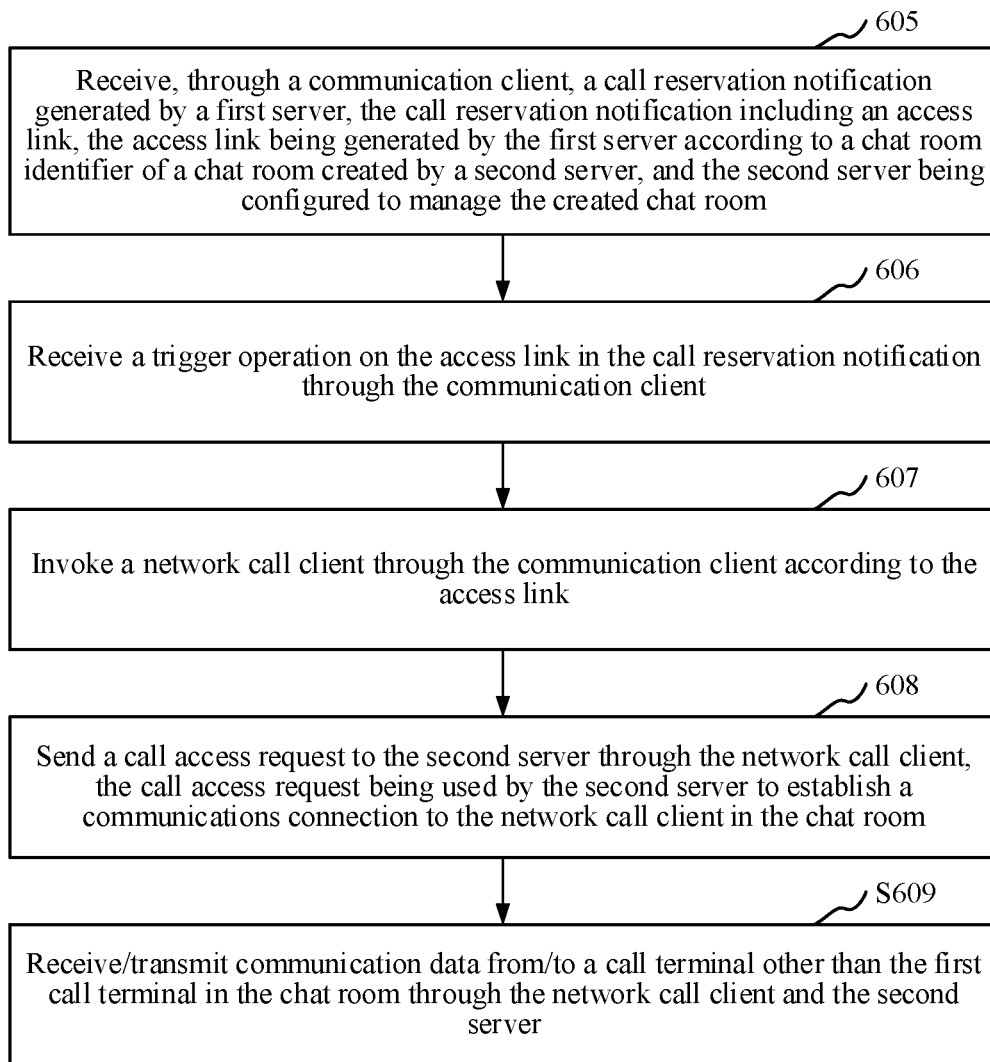 605
Receive, through a communication client, a call reservation notification
generated by a first server, the call reservation notification including an access
link, the access link being generated by the first server according to a chat room
identifier of a chat room created by a second server, and the second server being
configured to manage the created chat room
606
Receive a trigger operation on the access link in the call reservation notification
through the communication client
607
Invoke a network call client through the communication client according to the
access link
608
Send a call access request to the second server through the network call client,
the call access request being used by the second server to establish a
communications connection to the network call client in the chat room
S609
Receive/transmit communication data from/to a call terminal other than the first
call terminal in the chat room through the network call client and the second
server